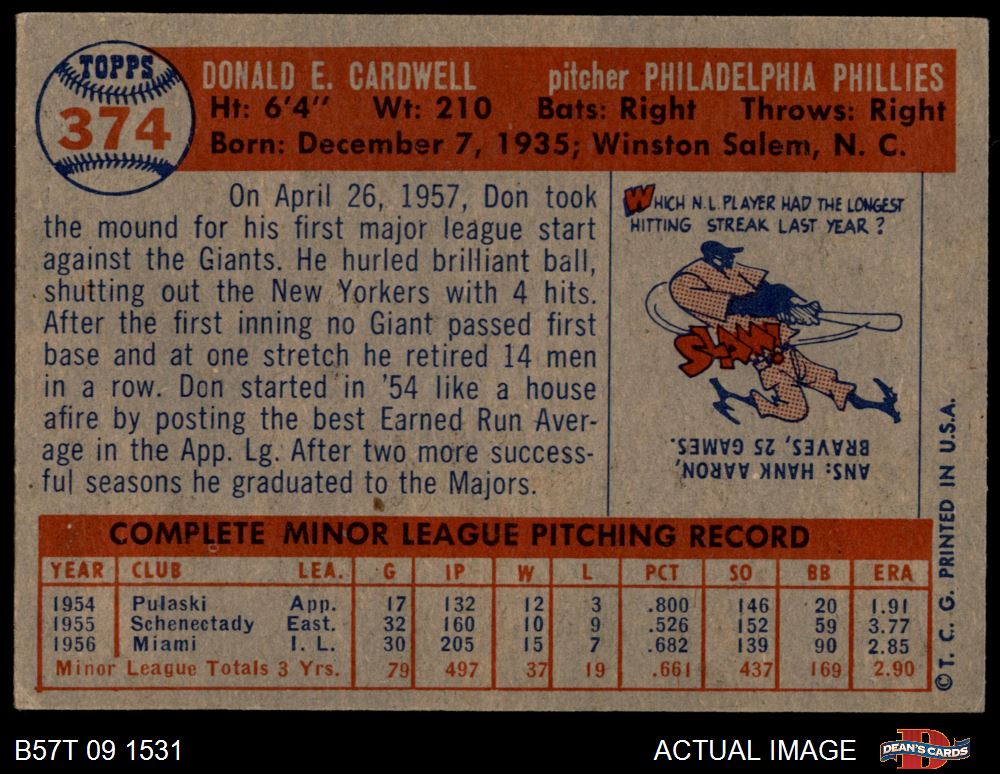 TOPPS
374
DONALD E. CARDWELL pitcher PHILADELPHIA PHILLIES
Ht: 6'4" Wt: 210 Bats: Right Throws: Right
Born: December 7, 1935; Winston Salem, N. C.
On April 26, 1957, Don took
the mound for his first major league start
against the Giants. He hurled brilliant ball,
shutting out the New Yorkers with 4 hits.
After the first inning no Giant passed first
base and at one stretch he retired 14 men
in a row. Don started in '54 like a house
afire by posting the best Earned Run Aver-
age in the App. Lg. After two more success-
ful seasons he graduated to the Majors.
WHICH N.L. PLAYER HAD THE LONGEST
HITTING STREAK LAST YEAR?
SLAM
ANS: HANK AARON,
BRAVES, 25 GAMES.
COMPLETE MINOR LEAGUE PITCHING RECORD
YEAR CLUB LEA. G IP W L PCT SO BB ERA
1954 Pulaski App. 17 132 12 3 .800 146 20 1.91
1955 Schenectady East. 32 160 10 9 .526 152 59 3.77
1956 Miami I. L. 30 205 15 7 .682 139 90 2.85
Minor League Totals 3 Yrs. 79 497 37 19 .661 437 169 2.90
© T. C. G. PRINTED IN U.S.A.
B57T 09 1531 ACTUAL IMAGE
DEAN'S CARDS